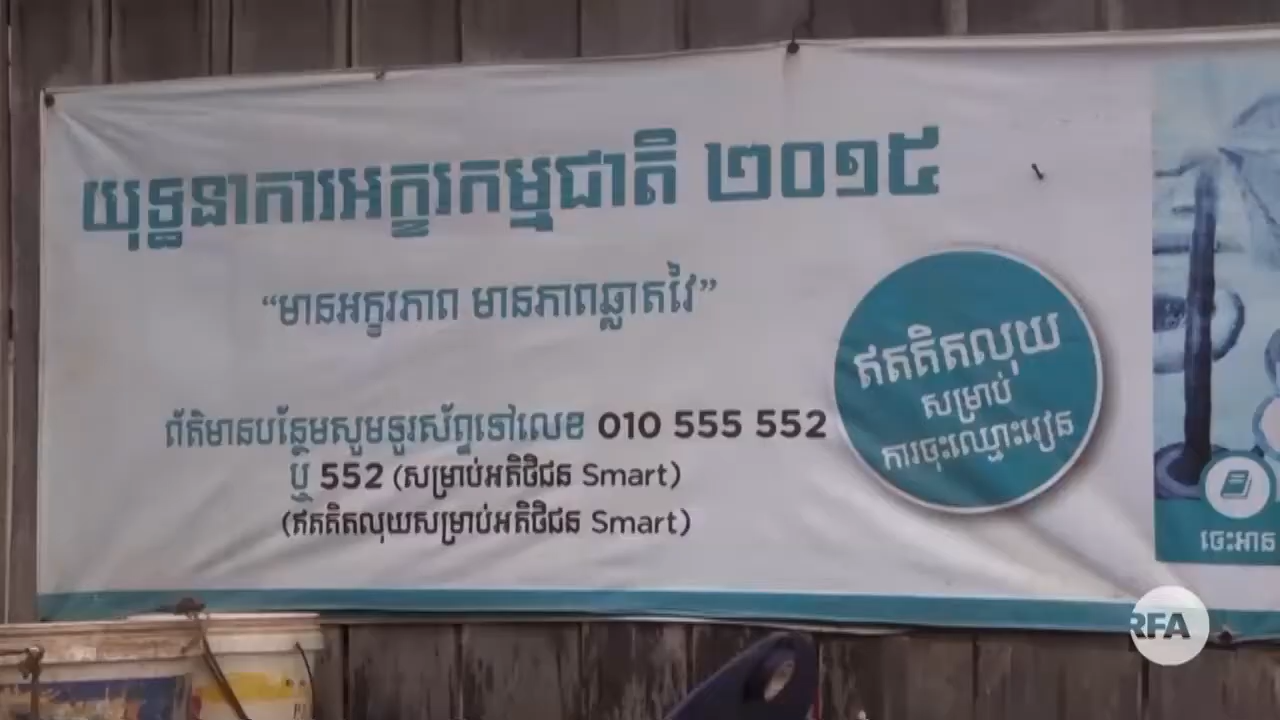 យុទ្ធនាការអក្ខរកម្មជាតិ ២០១៥
“មានអក្ខរភាព មានភាពឆ្លាតវៃ”
ព័ត៌មានបន្ថែមសូមទូរស័ព្ទទៅលេខ 010 555 552
ឬ 552 (សម្រាប់អតិថិជន Smart)
(ឥតគិតលុយសម្រាប់អតិថិជន Smart)
ឥតគិតលុយ
សម្រាប់
ការចុះឈ្មោះរៀន
ចេះអាន
RFA